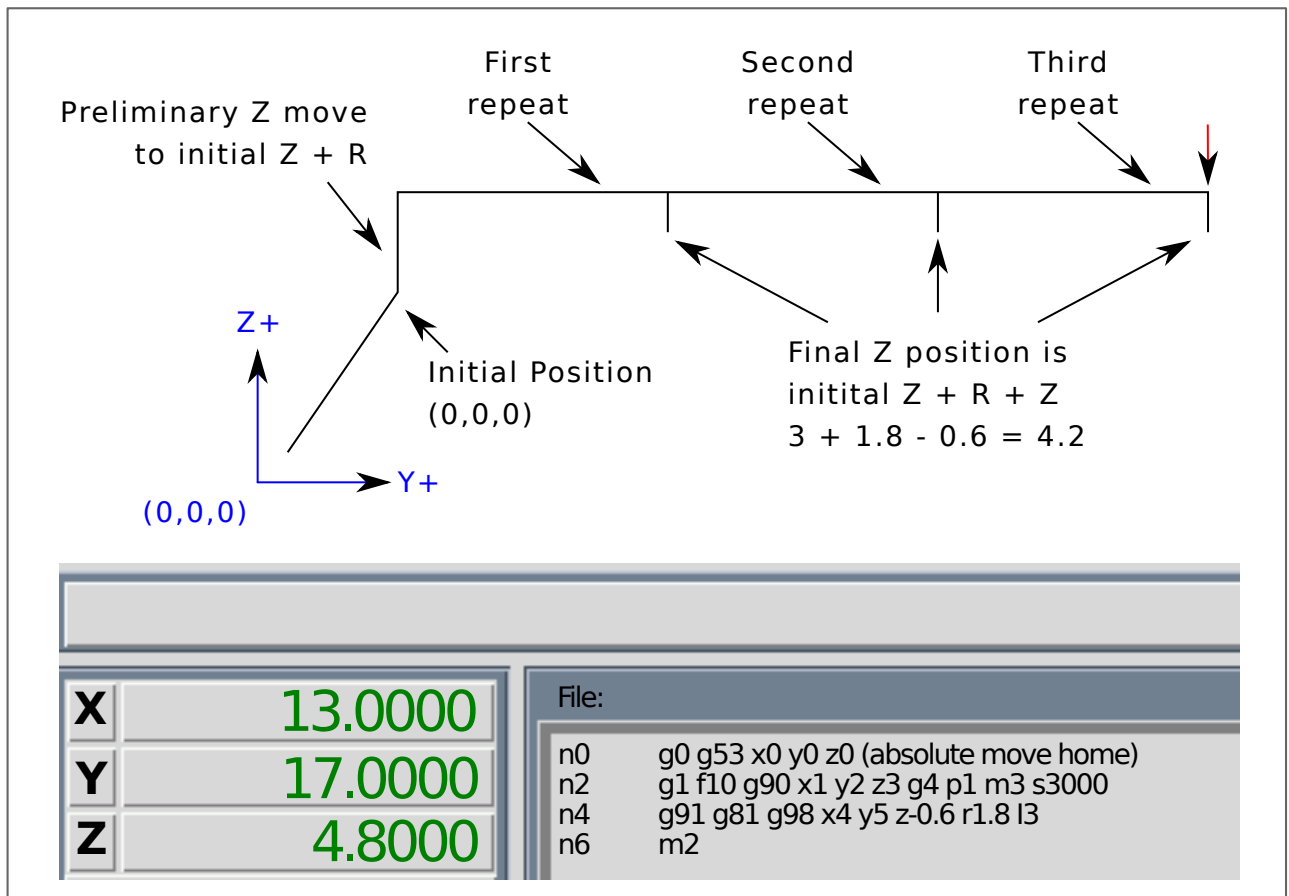 First
repeat
Second
repeat
Third
repeat
Preliminary Z move
to initial Z + R
Z+
Initial Position
(0,0,0)
Final Z position is
initital Z + R + Z
3 + 1.8 - 0.6 = 4.2
Y+
(0,0,0)
X 13.0000
Y 17.0000
Z 4.8000
File:
n0 g0 g53 x0 y0 z0 (absolute move home)
n2 g1 f10 g90 x1 y2 z3 g4 p1 m3 s3000
n4 g91 g81 g98 x4 y5 z-0.6 r1.8 l3
n6 m2